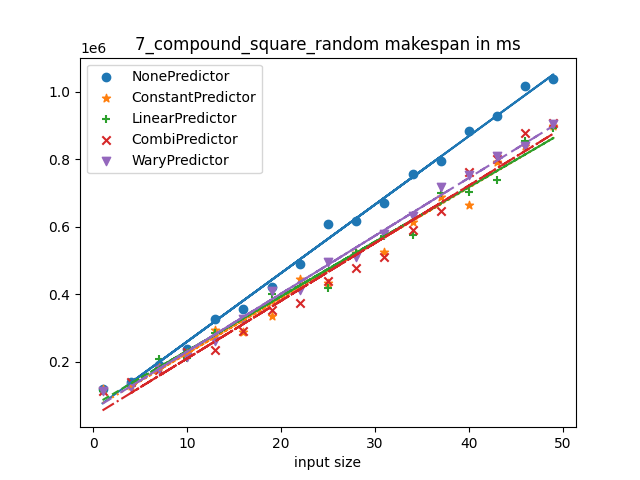 7_compound_square_random makespan in ms
1e6
NonePredictor
ConstantPredictor
LinearPredictor
CombiPredictor
WaryPredictor
1.0
0.8
0.6
0.4
0.2
0 10 20 30 40 50
input size